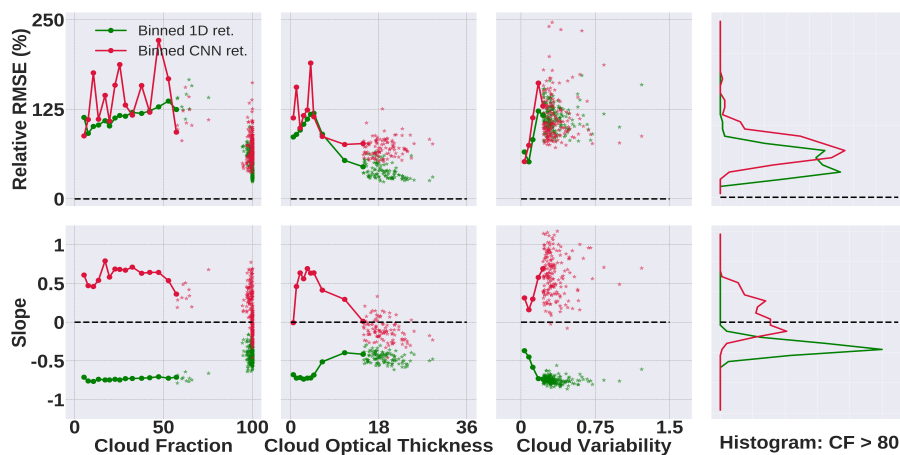 250
125
0
Relative RMSE (%)
Binned 1D ret.
Binned CNN ret.
1
0.5
0
-0.5
-1
Slope
0 50 100
0 18 36
0 0.75 1.5
Cloud Fraction
Cloud Optical Thickness
Cloud Variability
Histogram: CF > 80